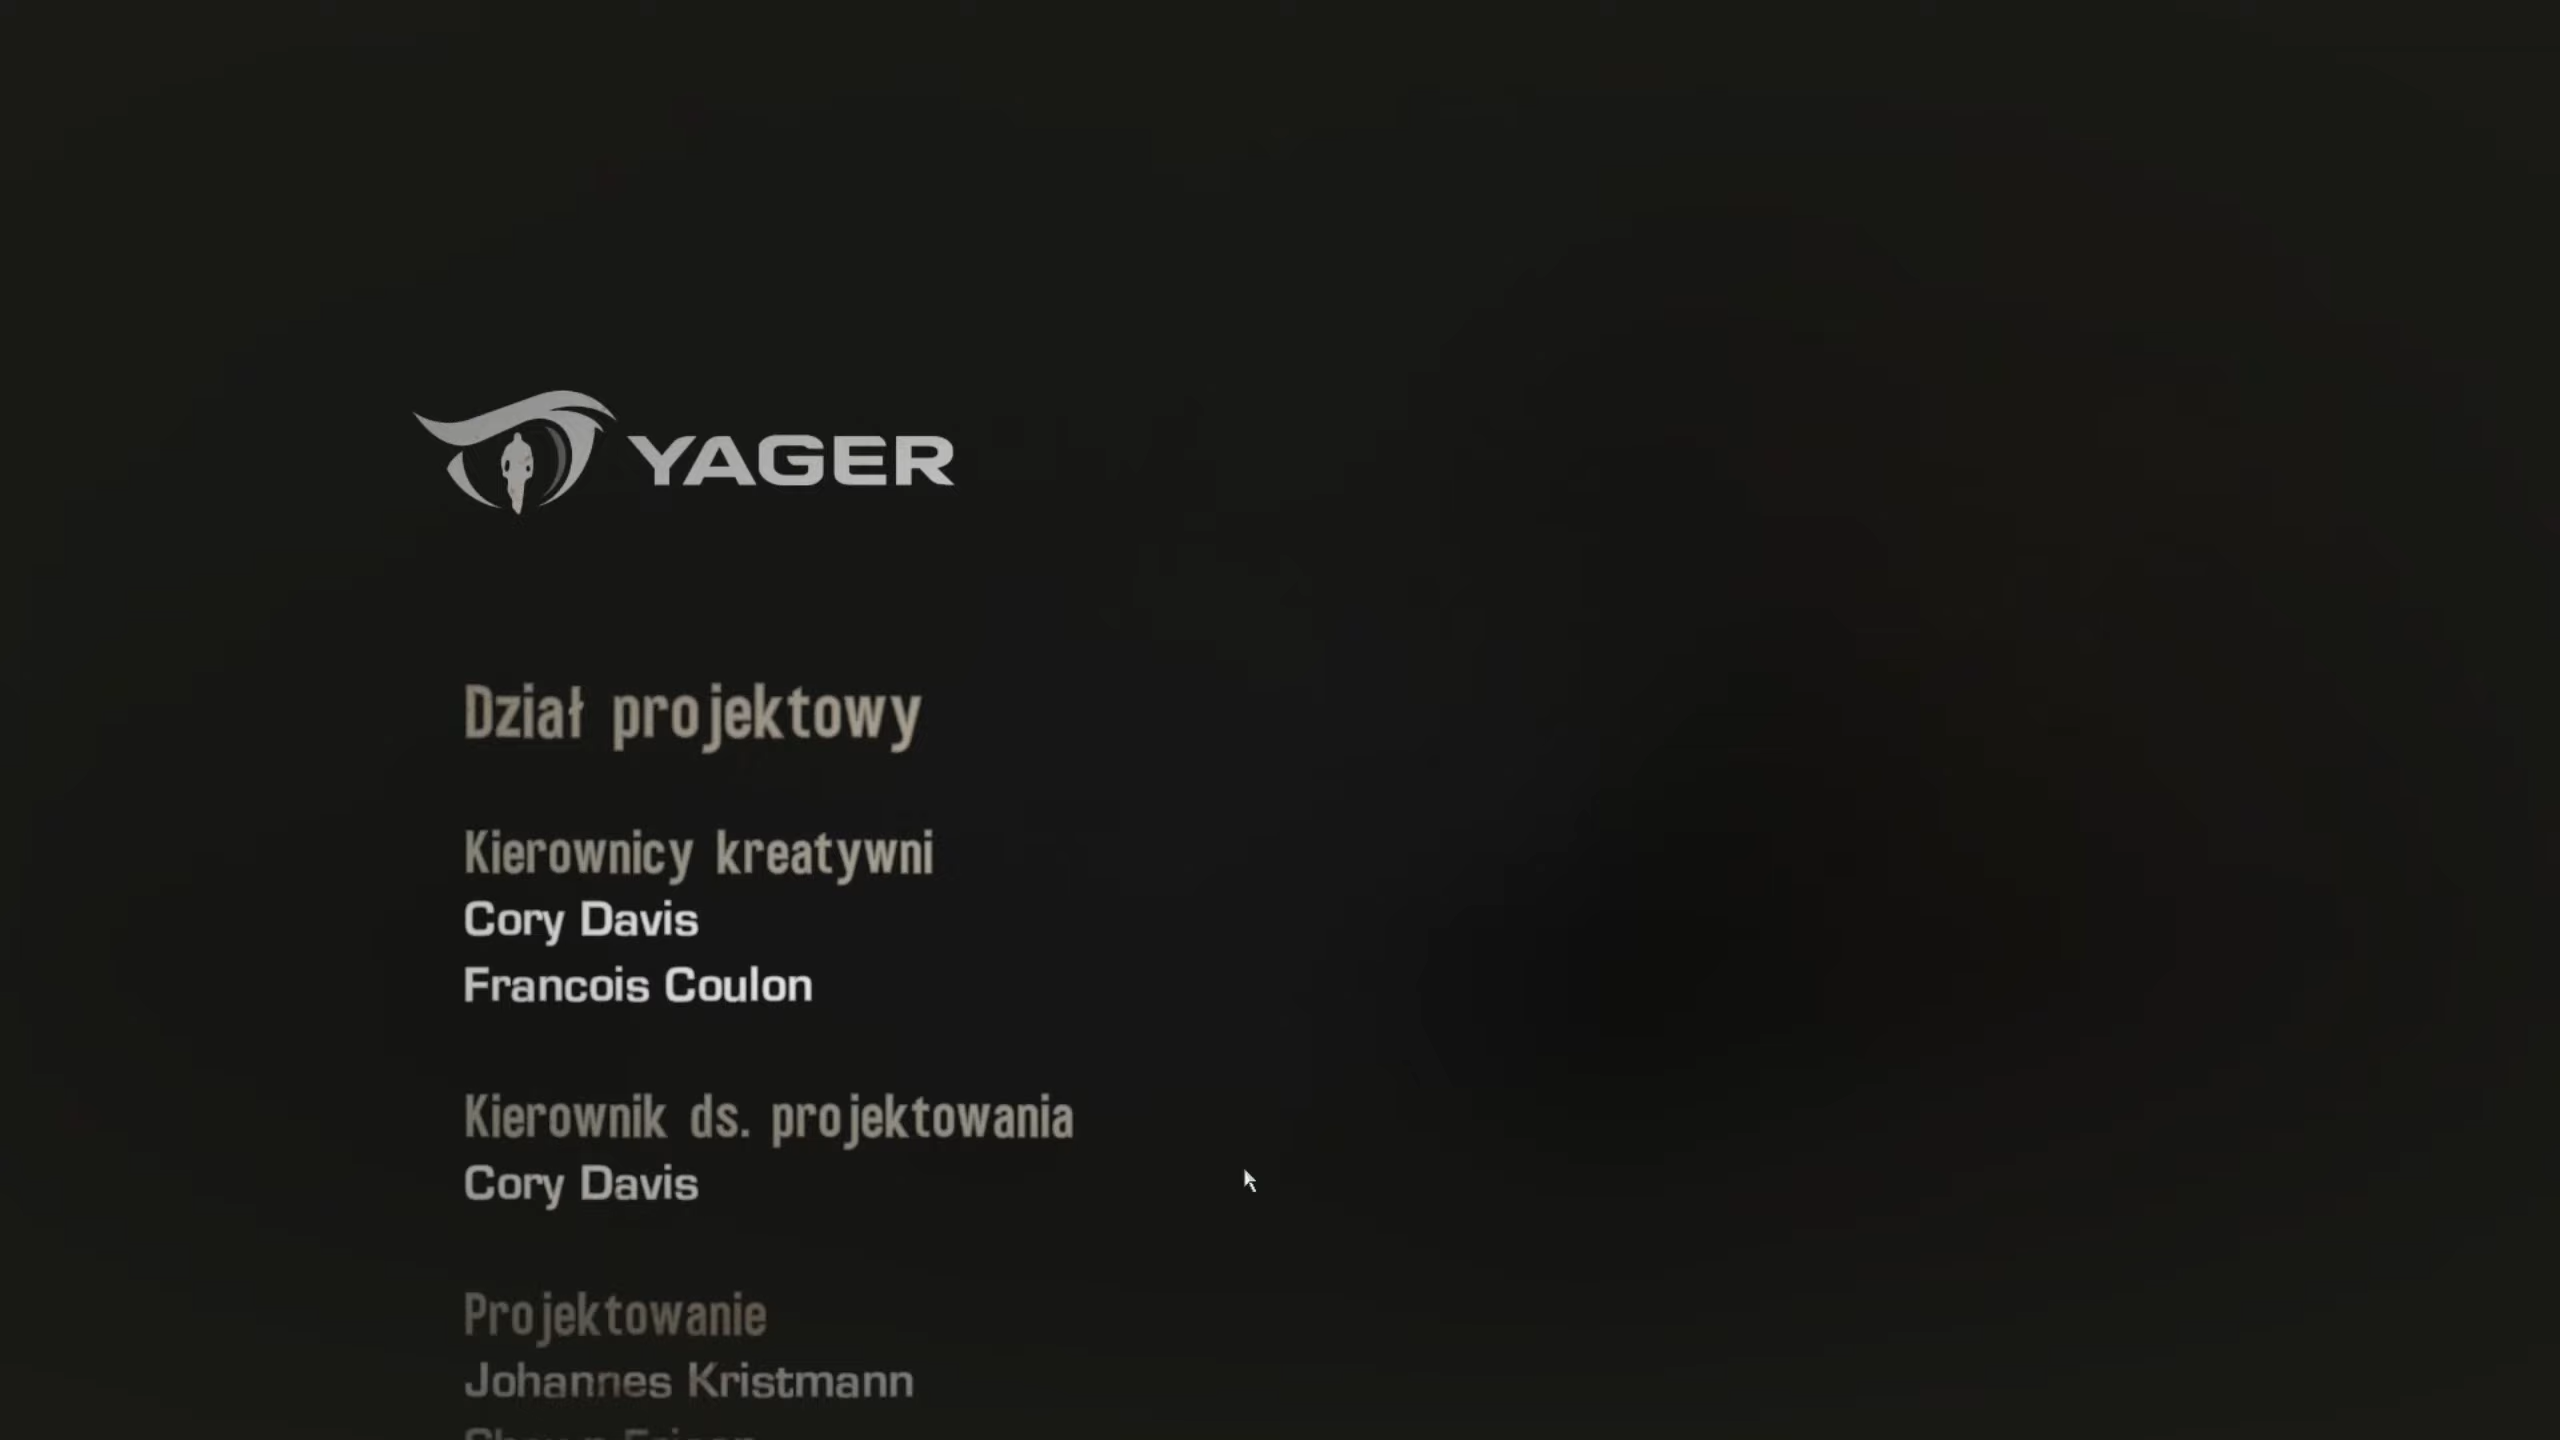 YAGER
Dział projektowy
Kierownicy kreatywni
Cory Davis
Francois Coulon
Kierownik ds. projektowania
Cory Davis
Projektowanie
Johannes Kristmann